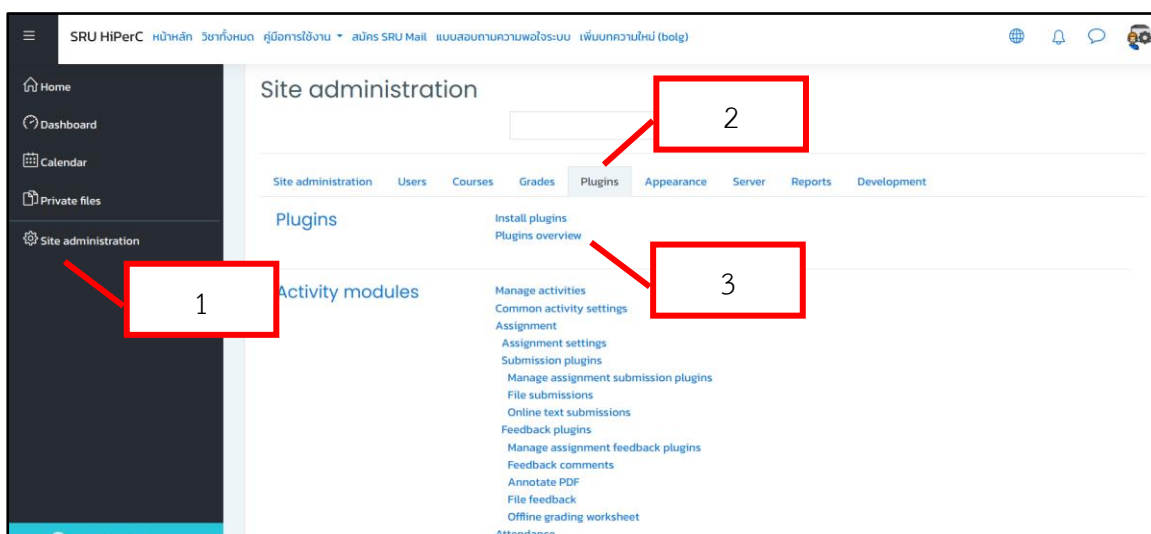 SRU HiPerC หน้าหลัก วิชาทั้งหมด คู่มือการใช้งาน สมัคร SRU Mail แบบสอบถามความพอใจระบบ เพิ่มบทความใหม่ (bolg)
Home
Dashboard
Calendar
Private files
Site administration
1
Site administration
2
Site administration Users Courses Grades Plugins Appearance Server Reports Development
Plugins
Install plugins
Plugins overview
3
Activity modules
Manage activities
Common activity settings
Assignment
Assignment settings
Submission plugins
Manage assignment submission plugins
File submissions
Online text submissions
Feedback plugins
Manage assignment feedback plugins
Feedback comments
Annotate PDF
File feedback
Offline grading worksheet
Attendance